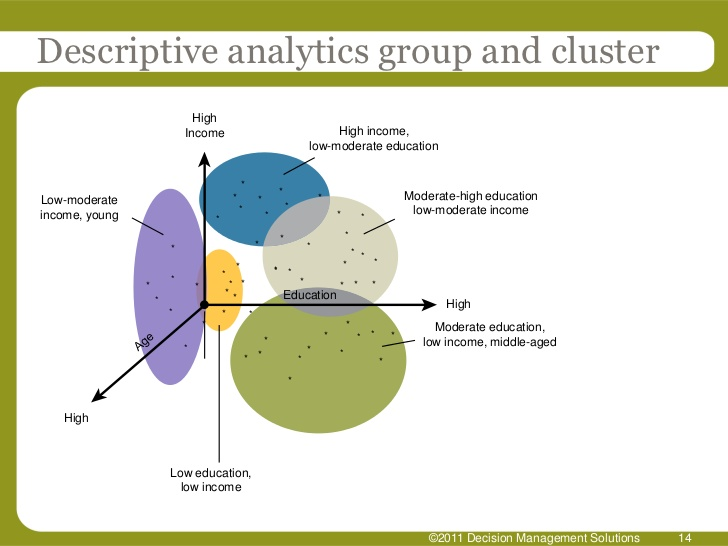 Descriptive analytics group and cluster
High
Income
High income,
low-moderate education
Low-moderate
income, young
Moderate-high education
low-moderate income
Education
High
Age
Moderate education,
low income, middle-aged
High
Low education,
low income
©2011 Decision Management Solutions
14